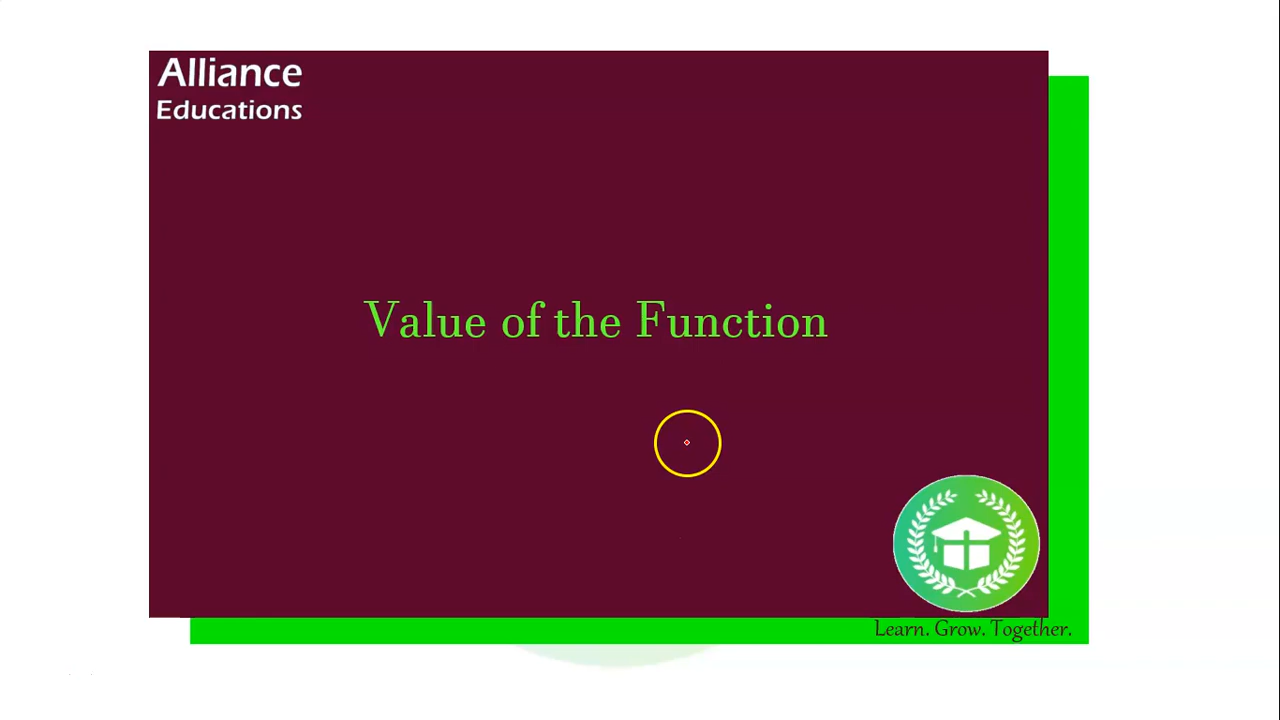 Alliance
Educations
Value of the Function
Learn. Grow. Together.